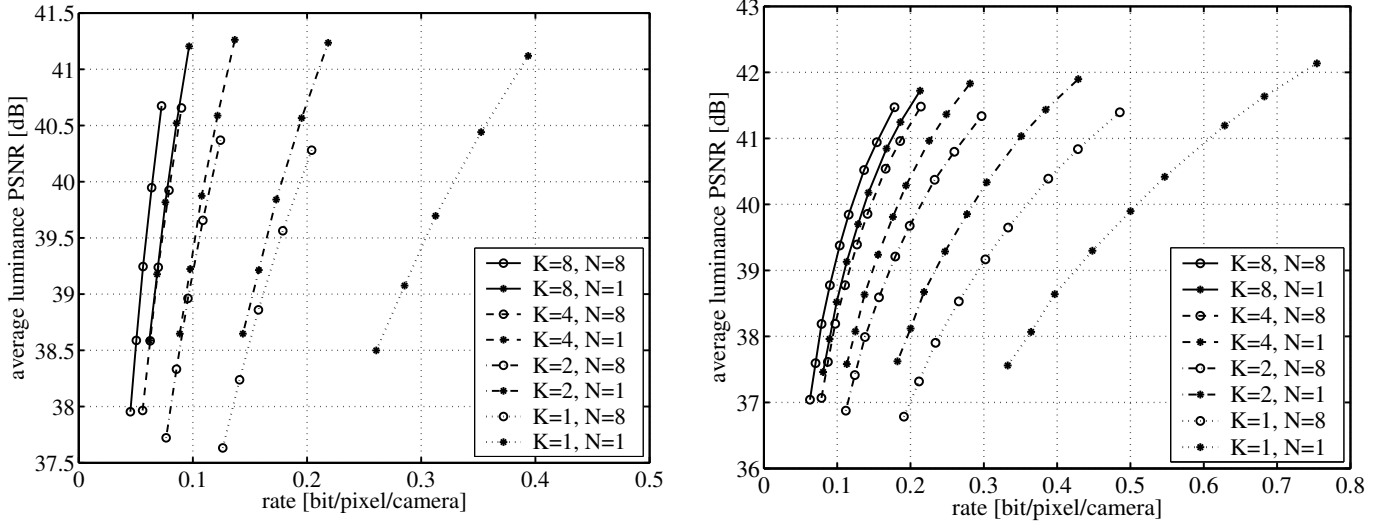 41.5
41
40.5
40
39.5
39
38.5
38
37.5
average luminance PSNR [dB]
0 0.1 0.2 0.3 0.4 0.5
rate [bit/pixel/camera]
K=8, N=8
K=8, N=1
K=4, N=8
K=4, N=1
K=2, N=8
K=2, N=1
K=1, N=8
K=1, N=1
43
42
41
40
39
38
37
36
average luminance PSNR [dB]
0 0.1 0.2 0.3 0.4 0.5 0.6 0.7 0.8
rate [bit/pixel/camera]
K=8, N=8
K=8, N=1
K=4, N=8
K=4, N=1
K=2, N=8
K=2, N=1
K=1, N=8
K=1, N=1